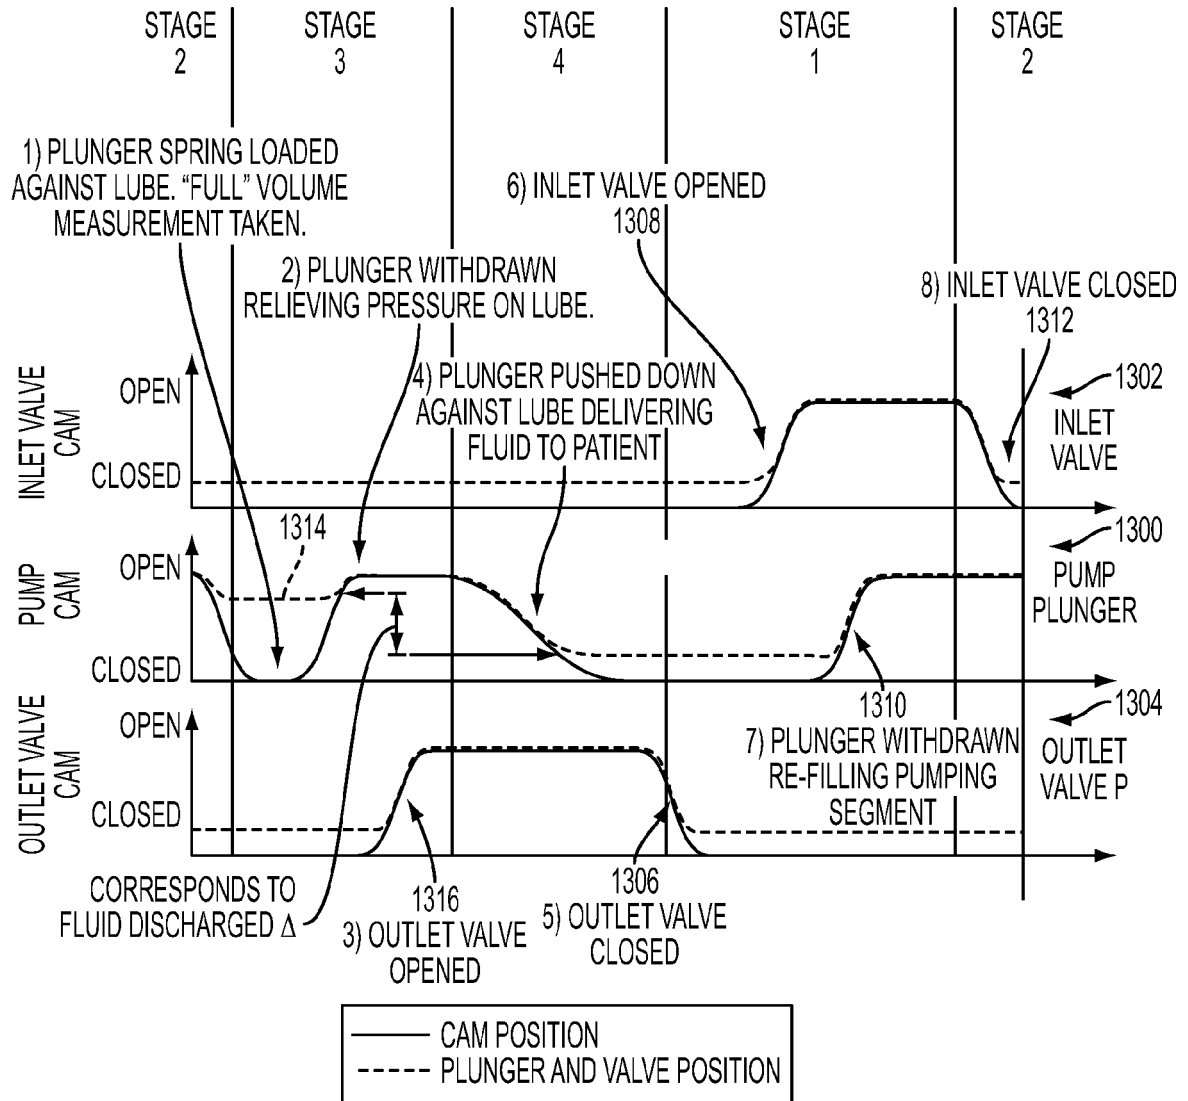 STAGE
2
STAGE
3
STAGE
4
STAGE
1
STAGE
2
1) PLUNGER SPRING LOADED
AGAINST LUBE. “FULL” VOLUME
MEASUREMENT TAKEN.
2) PLUNGER WITHDRAWN
RELIEVING PRESSURE ON LUBE.
6) INLET VALVE OPENED
1308
8) INLET VALVE CLOSED
1312
4) PLUNGER PUSHED DOWN
AGAINST LUBE DELIVERING
FLUID TO PATIENT
INLET VALVE
CAM
OPEN
CLOSED
1302
INLET
VALVE
1314
PUMP
CAM
OPEN
CLOSED
1300
PUMP
PLUNGER
OUTLET VALVE
CAM
OPEN
CLOSED
1310
7) PLUNGER WITHDRAWN
RE-FILLING PUMPING
SEGMENT
1304
OUTLET
VALVE P
CORRESPONDS TO
FLUID DISCHARGED Δ
1316
3) OUTLET VALVE
OPENED
1306
5) OUTLET VALVE
CLOSED
CAM POSITION
PLUNGER AND VALVE POSITION